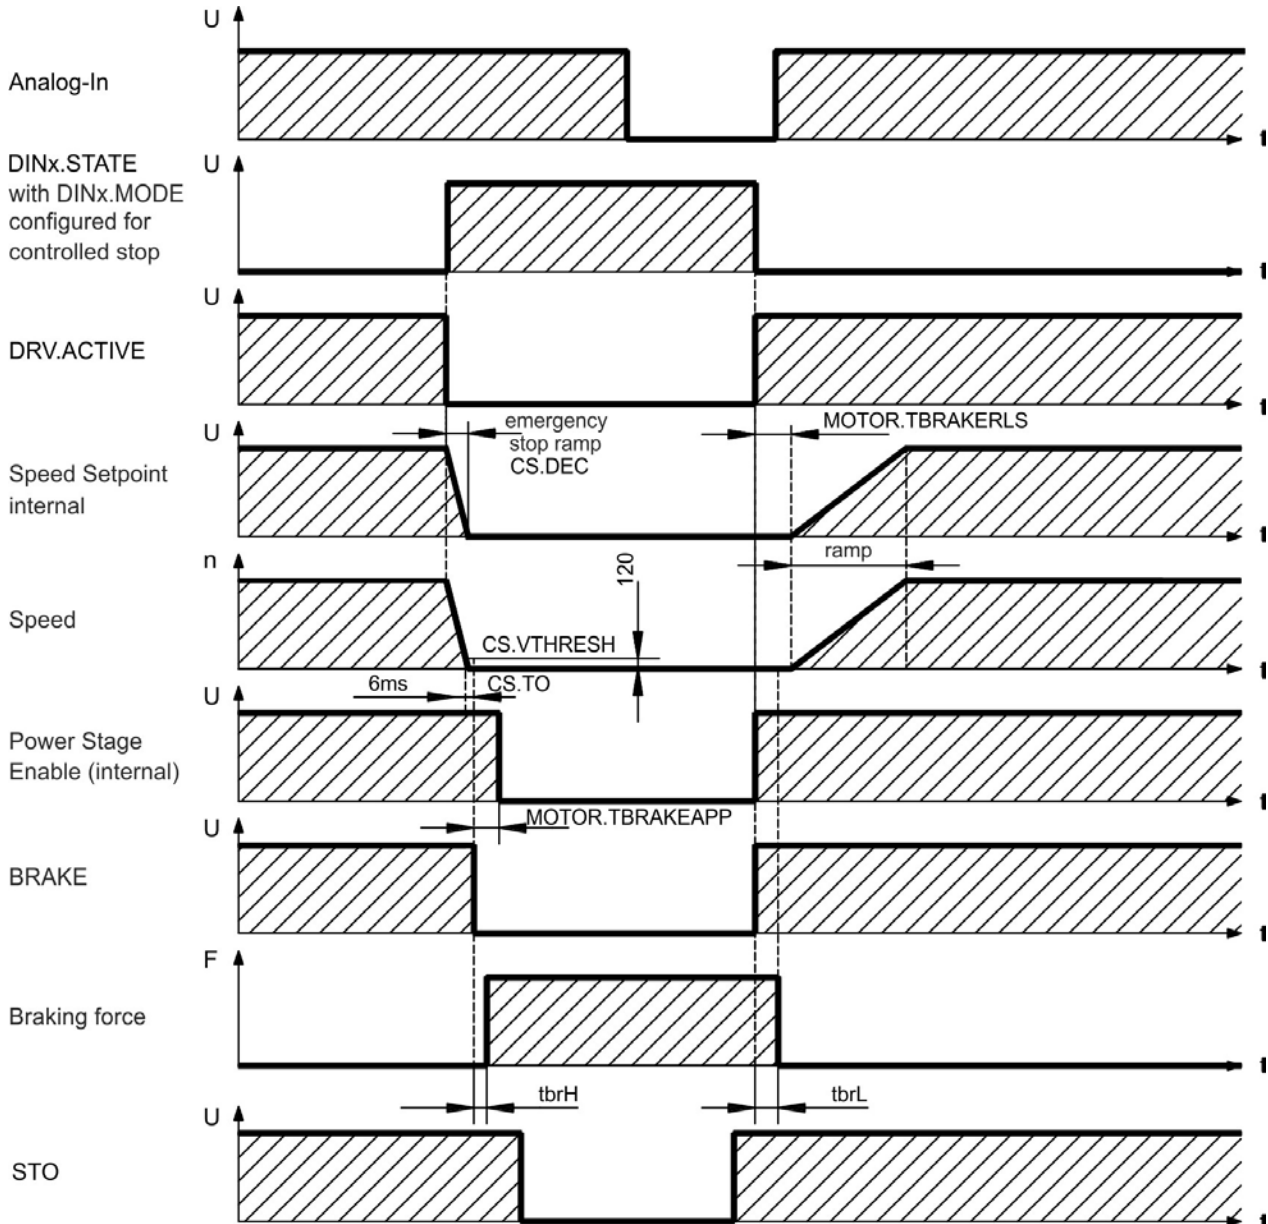 U
Analog-In
t
DINx.STATE
with DINx.MODE
configured for
controlled stop
U
t
U
DRV.ACTIVE
t
U
emergency
stop ramp
CS.DEC
MOTOR.TBRAKERLS
Speed Setpoint
internal
t
n
120
ramp
Speed
CS.VTHRESH
t
6ms
CS.TO
U
Power Stage
Enable (internal)
t
MOTOR.TBRAKEAPP
U
BRAKE
t
F
Braking force
t
tbrH
tbrL
U
STO
t